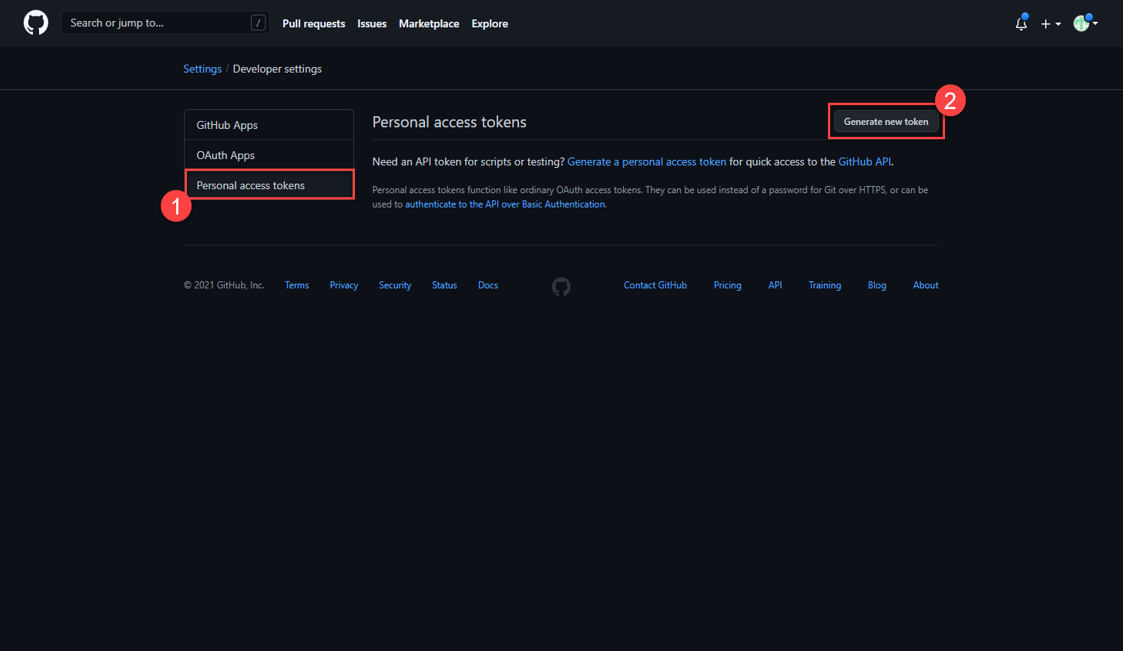 Search or jump to... /
Pull requests Issues Marketplace Explore
Settings / Developer settings
GitHub Apps
OAuth Apps
Personal access tokens
1
Personal access tokens
Generate new token
2
Need an API token for scripts or testing? Generate a personal access token for quick access to the GitHub API.
Personal access tokens function like ordinary OAuth access tokens. They can be used instead of a password for Git over HTTPS, or can be
used to authenticate to the API over Basic Authentication.
© 2021 GitHub, Inc. Terms Privacy Security Status Docs Contact GitHub Pricing API Training Blog About